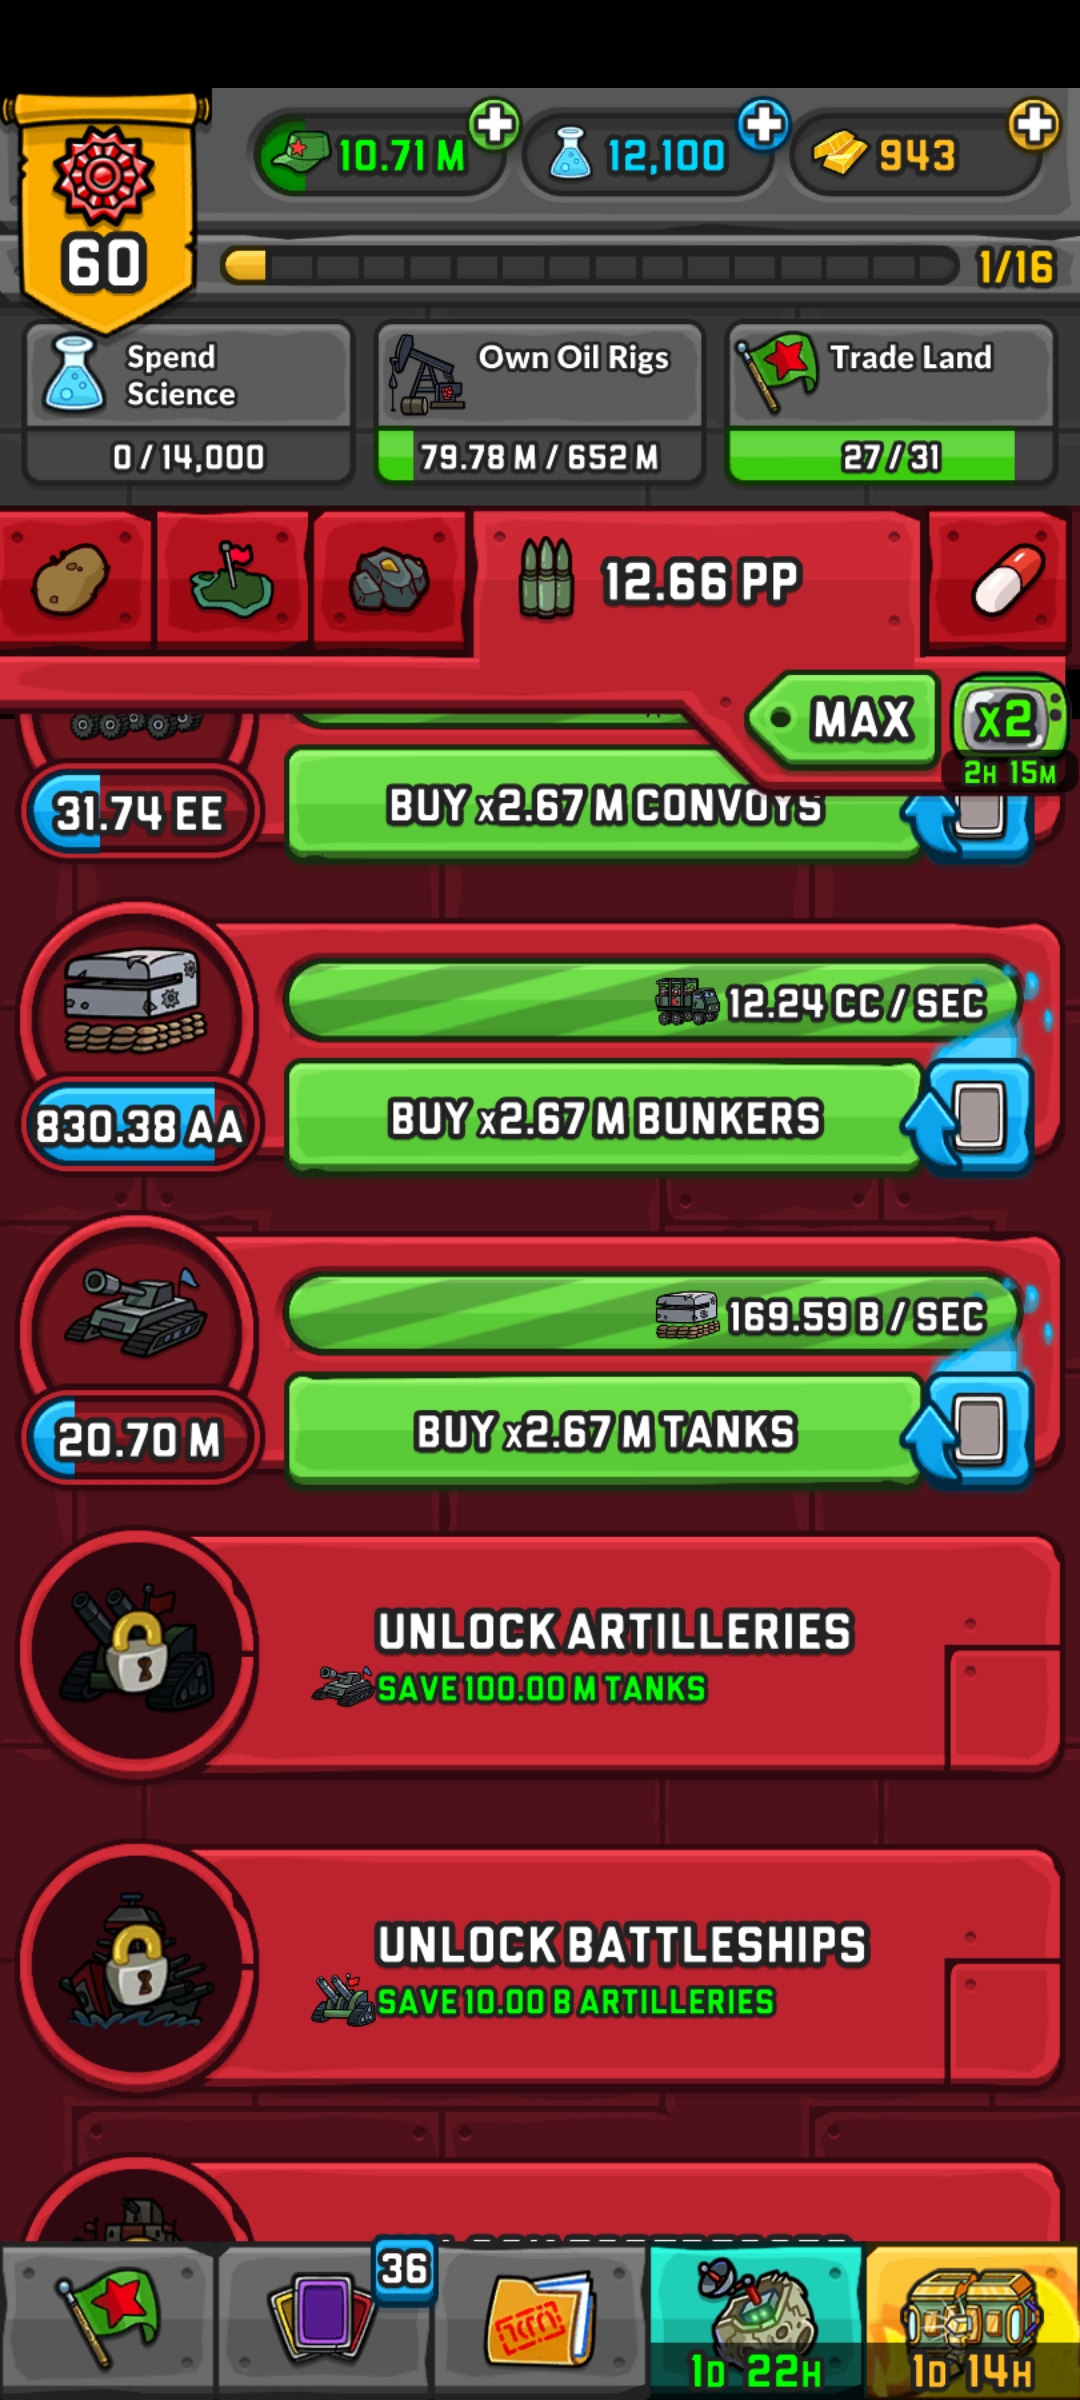 10.71 M
12,100
943
60
1/16
Spend
Science
0 / 14,000
Own Oil Rigs
79.78 M / 652 M
Trade Land
27 / 31
12.66 PP
MAX
x2
2H 15M
31.74 EE
BUY x2.67 M CONVOYS
12.24 CC / SEC
830.38 AA
BUY x2.67 M BUNKERS
169.59 B / SEC
20.70 M
BUY x2.67 M TANKS
UNLOCK ARTILLERIES
SAVE 100.00 M TANKS
UNLOCK BATTLESHIPS
SAVE 10.00 B ARTILLERIES
36
1D 22H
1D 14H